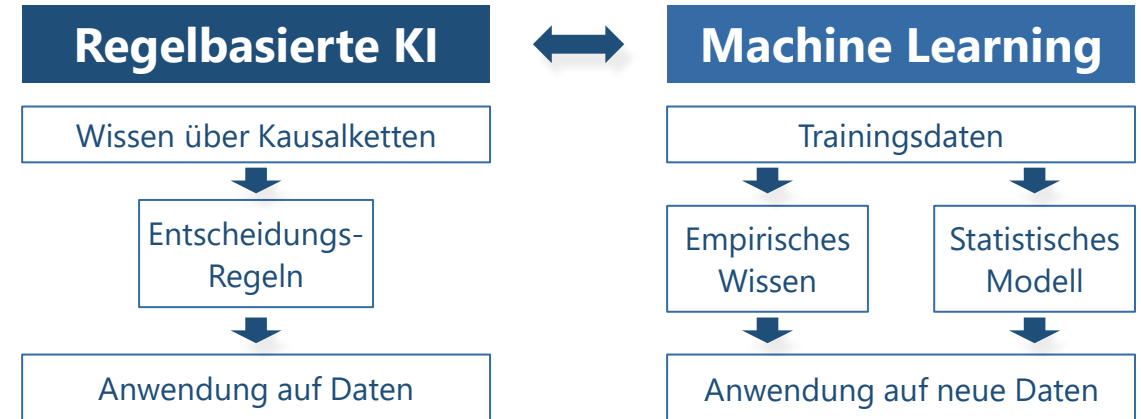 Regelbasierte KI
Wissen über Kausalketten
Entscheidungs-
Regeln
Anwendung auf Daten
Machine Learning
Trainingsdaten
Empirisches
Wissen
Statistisches
Modell
Anwendung auf neue Daten